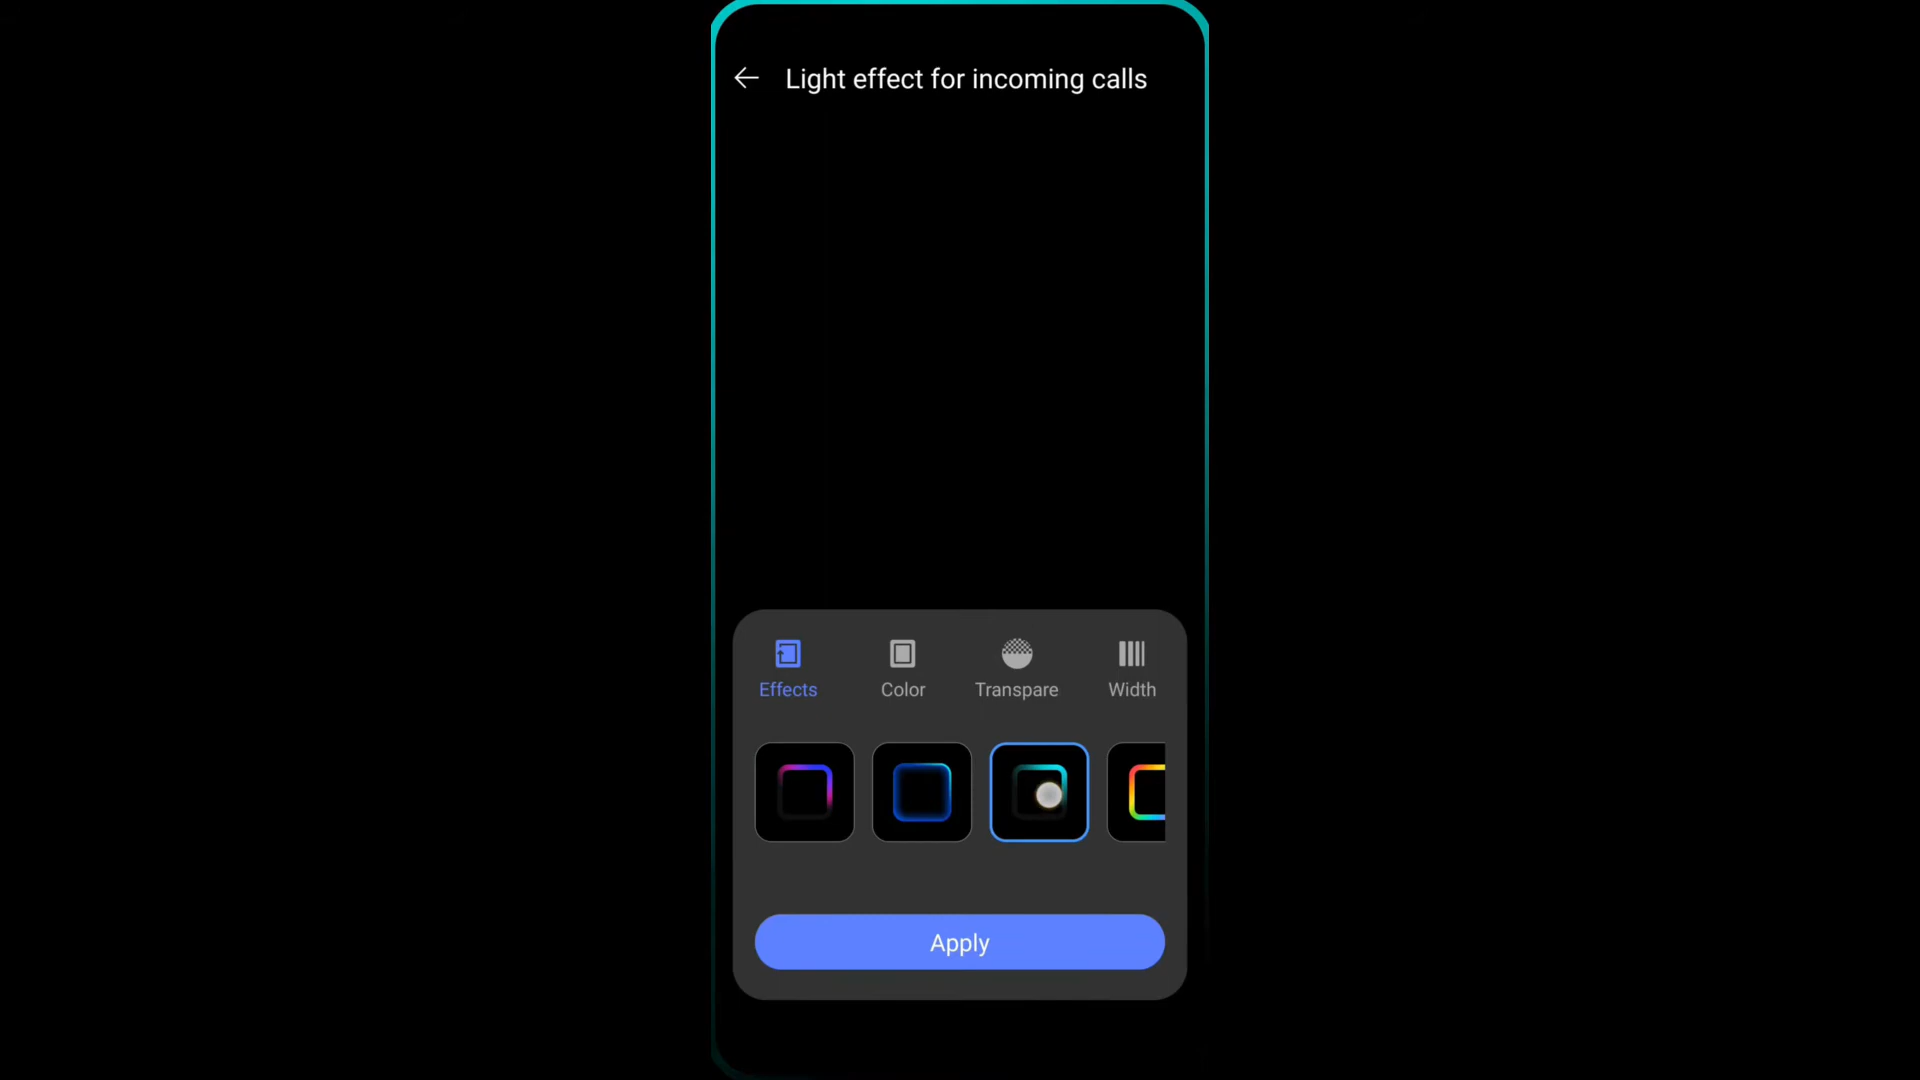 Light effect for incoming calls
Effects
Color
Transpare
Width
Apply